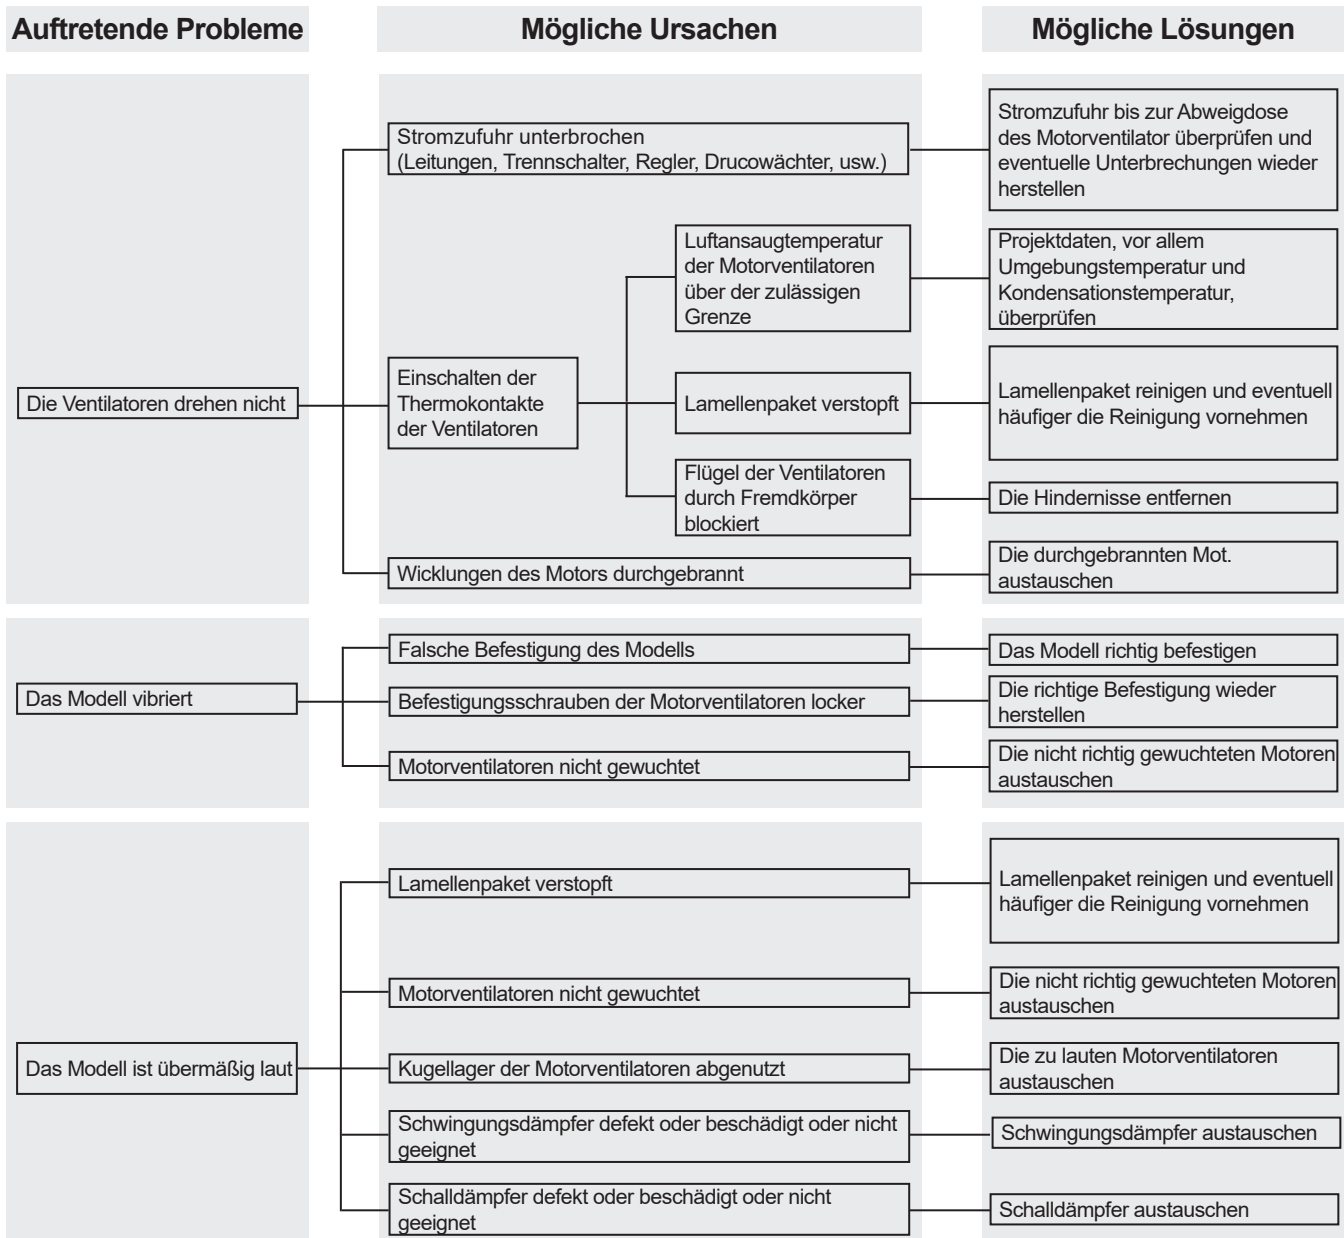 Auftretende Probleme
Mögliche Ursachen
Mögliche Lösungen
Die Ventilatoren drehen nicht
Stromzufuhr unterbrochen
(Leitungen, Trennschalter, Regler, Drucowächter, usw.)
Stromzufuhr bis zur Abweigdose
des Motorventilator überprüfen und
eventuelle Unterbrechungen wieder
herstellen
Einschalten der
Thermokontakte
der Ventilatoren
Luftansaugtemperatur
der Motorventilatoren
über der zulässigen
Grenze
Projektdaten, vor allem
Umgebungstemperatur und
Kondensationstemperatur,
überprüfen
Lamellenpaket verstopft
Lamellenpaket reinigen und eventuell
häufiger die Reinigung vornehmen
Flügel der Ventilatoren
durch Fremdkörper
blockiert
Die Hindernisse entfernen
Wicklungen des Motors durchgebrannt
Die durchgebrannten Mot.
austauschen
Das Modell vibriert
Falsche Befestigung des Modells
Das Modell richtig befestigen
Befestigungsschrauben der Motorventilatoren locker
Die richtige Befestigung wieder
herstellen
Motorventilatoren nicht gewuchtet
Die nicht richtig gewuchteten Motoren
austauschen
Das Modell ist übermäßig laut
Lamellenpaket verstopft
Lamellenpaket reinigen und eventuell
häufiger die Reinigung vornehmen
Motorventilatoren nicht gewuchtet
Die nicht richtig gewuchteten Motoren
austauschen
Kugellager der Motorventilatoren abgenutzt
Die zu lauten Motorventilatoren
austauschen
Schwingungsdämpfer defekt oder beschädigt oder nicht
geeignet
Schwingungsdämpfer austauschen
Schalldämpfer defekt oder beschädigt oder nicht
geeignet
Schalldämpfer austauschen